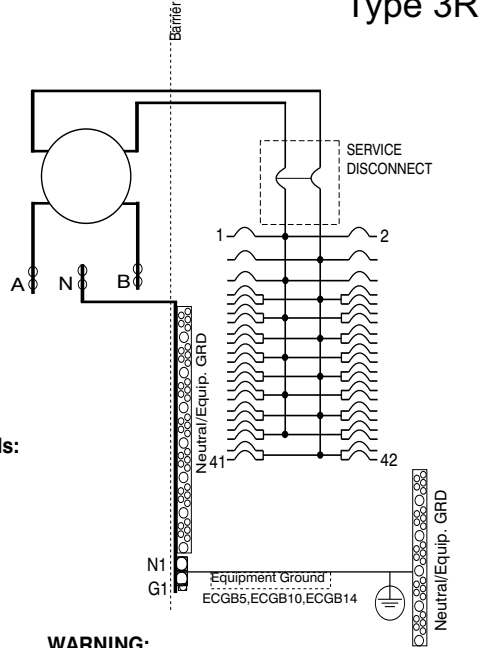 Type 3R
Barrier
SERVICE
DISCONNECT
1
2
A
N
B
Neutral/Equip. GRD
ls:
41
42
N1
G1
Equipment Ground
ECGB5,ECGB10,ECGB14
Neutral/Equip. GRD
WARNING: